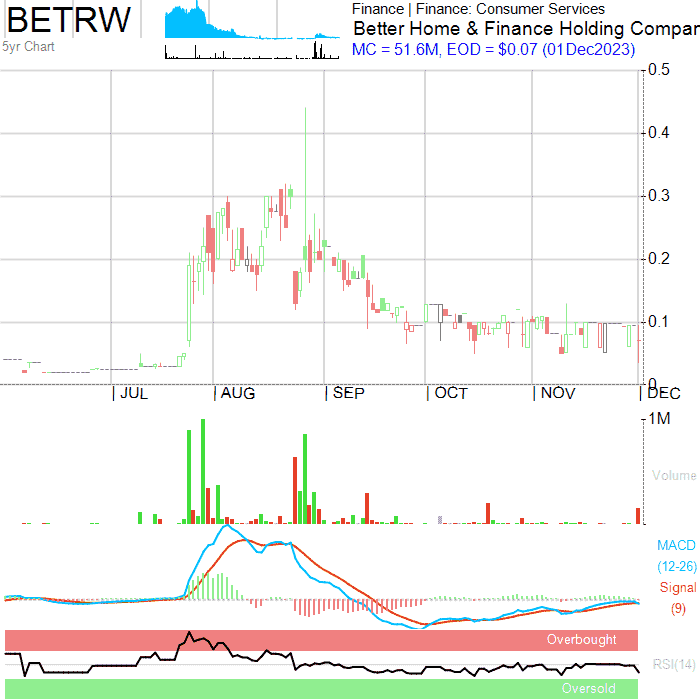 BETRW
5yr Chart
Finance | Finance: Consumer Services
Better Home & Finance Holding Compan
MC = 51.6M, EOD = $0.07 (01Dec2023)
0.5
0.4
0.3
0.2
0.1
0
JUL AUG SEP OCT NOV DEC
1M
Volume
MACD
(12-26)
Signal
(9)
Overbought
RSI(14)
Oversold